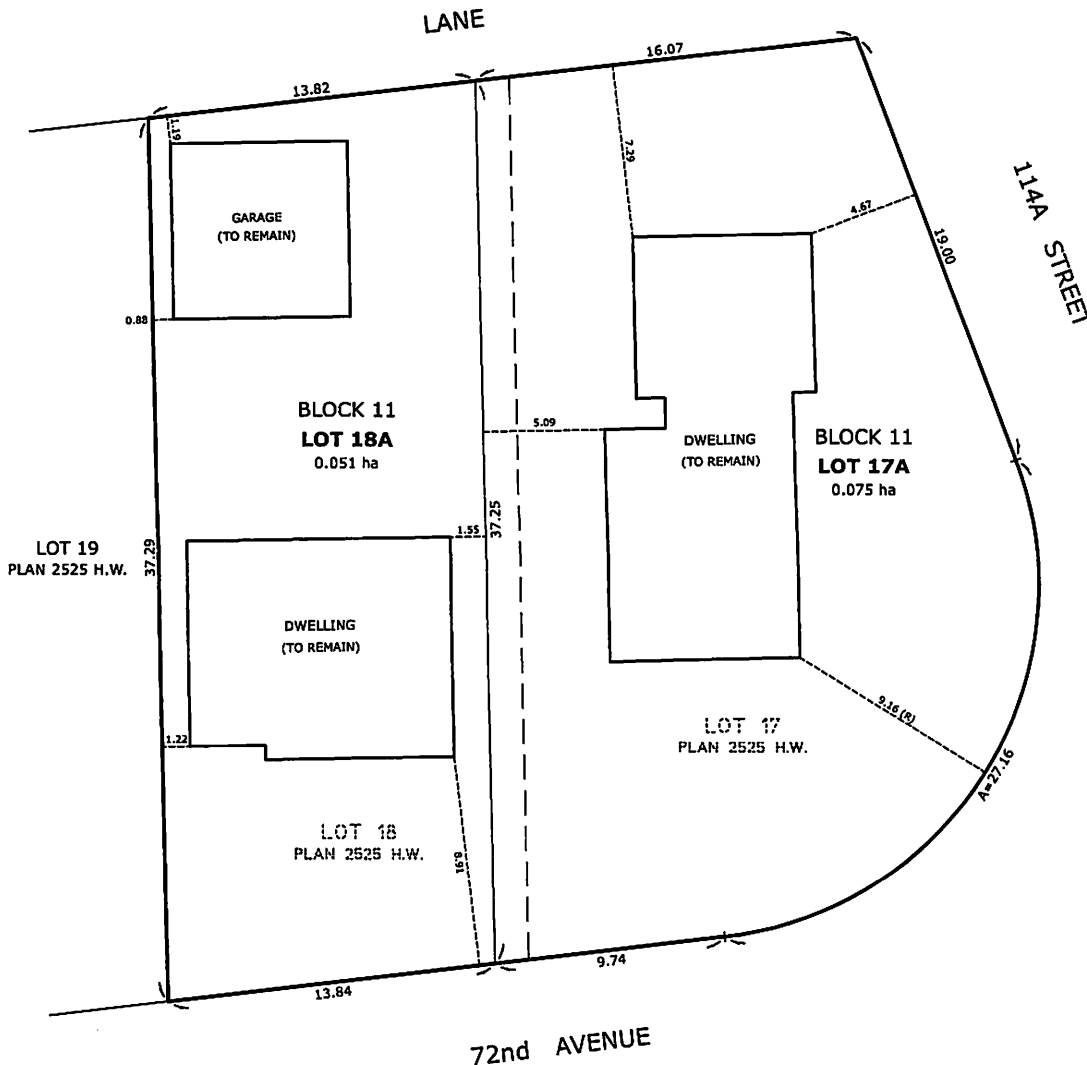 LANE
16.07
13.82
1.19
7.29
114A STREET
4.67
19.00
GARAGE
(TO REMAIN)
0.88
BLOCK 11
LOT 18A
0.051 ha
5.09
DWELLING
(TO REMAIN)
BLOCK 11
LOT 17A
0.075 ha
1.55
37.25
LOT 19
PLAN 2525 H.W.
37.29
DWELLING
(TO REMAIN)
1.22
9.16 (R)
LOT 17
PLAN 2525 H.W.
A=27.16
LOT 18
PLAN 2525 H.W.
8.91
9.74
13.84
72nd AVENUE